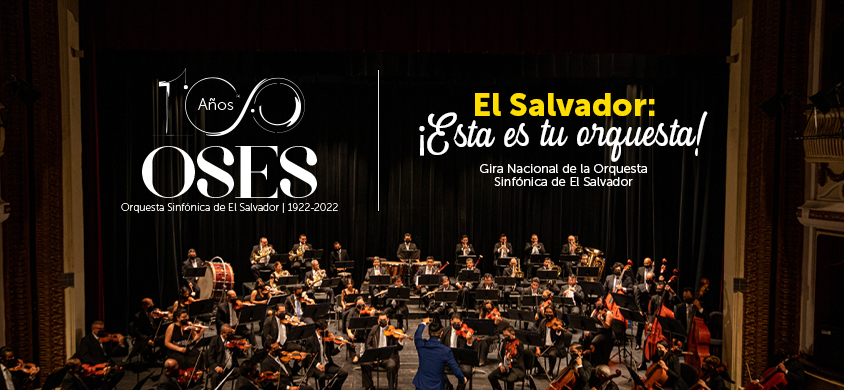 100
Años
OSES
Orquesta Sinfónica de El Salvador | 1922-2022
El Salvador:
¡Esta es tu orquesta!
Gira Nacional de la Orquesta
Sinfónica de El Salvador